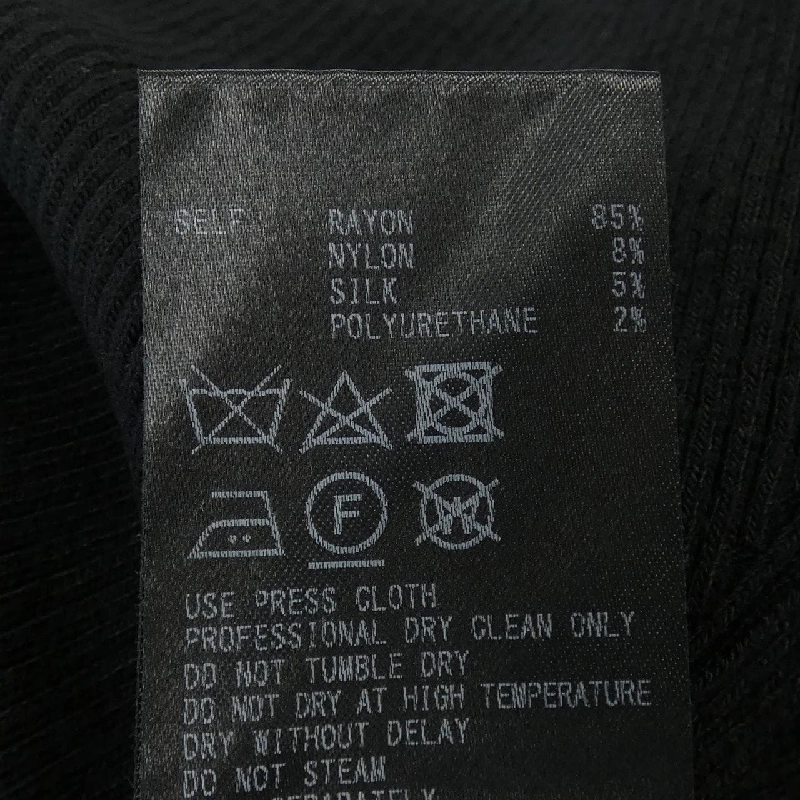 SELF RAYON 85%
NYLON 8%
SILK 5%
POLYURETHANE 2%
F W
USE PRESS CLOTH
PROFESSIONAL DRY CLEAN ONLY
DO NOT TUMBLE DRY
DO NOT DRY AT HIGH TEMPERATURE
DRY WITHOUT DELAY
DO NOT STEAM
SEPARATELY